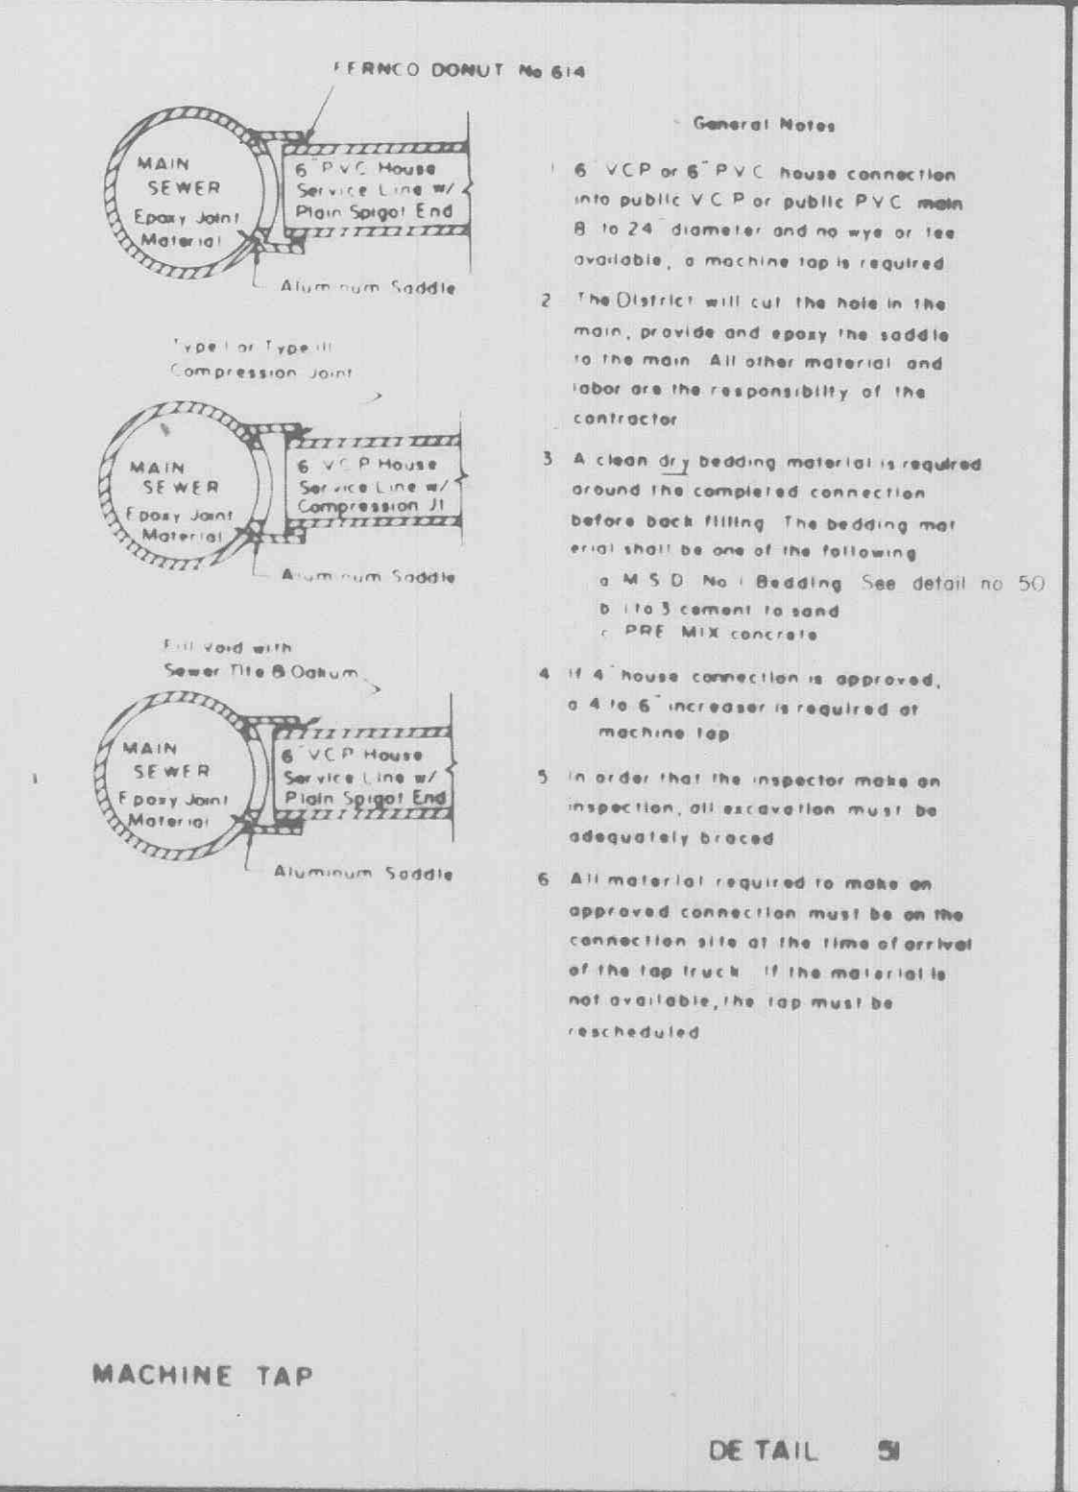 FERNCO DONUT No 614
MAIN
SEWER
Epoxy Joint
Material
6" PVC House
Service Line w/
Plain Spigot End
Aluminum Saddle
Type I or Type III
Compression Joint
MAIN
SEWER
Epoxy Joint
Material
6 VCP House
Service Line w/
Compression Jt
Aluminum Saddle
Fill Void with
Sewer Tite & Oakum
MAIN
SEWER
Epoxy Joint
Material
6" VCP House
Service Line w/
Plain Spigot End
Aluminum Saddle
General Notes
1 6" VCP or 6" PVC house connection
into public VCP or public PVC main
8 to 24" diameter and no wye or tee
available, a machine tap is required
2 The District will cut the hole in the
main, provide and epoxy the saddle
to the main All other material and
labor are the responsibilty of the
contractor
3 A clean dry bedding material is required
around the completed connection
before back filling The bedding mat
erial shall be one of the following
a M S D No 1 Bedding See detail no 50
b 1 to 3 cement to sand
c PRE MIX concrete
4 If 4" house connection is approved,
a 4 to 6" increaser is required at
machine tap
5 In order that the inspector make an
inspection, all excavation must be
adequately braced
6 All material required to make an
approved connection must be on the
connection site at the time of arrival
of the tap truck If the material is
not available, the tap must be
rescheduled
MACHINE TAP
DETAIL 51